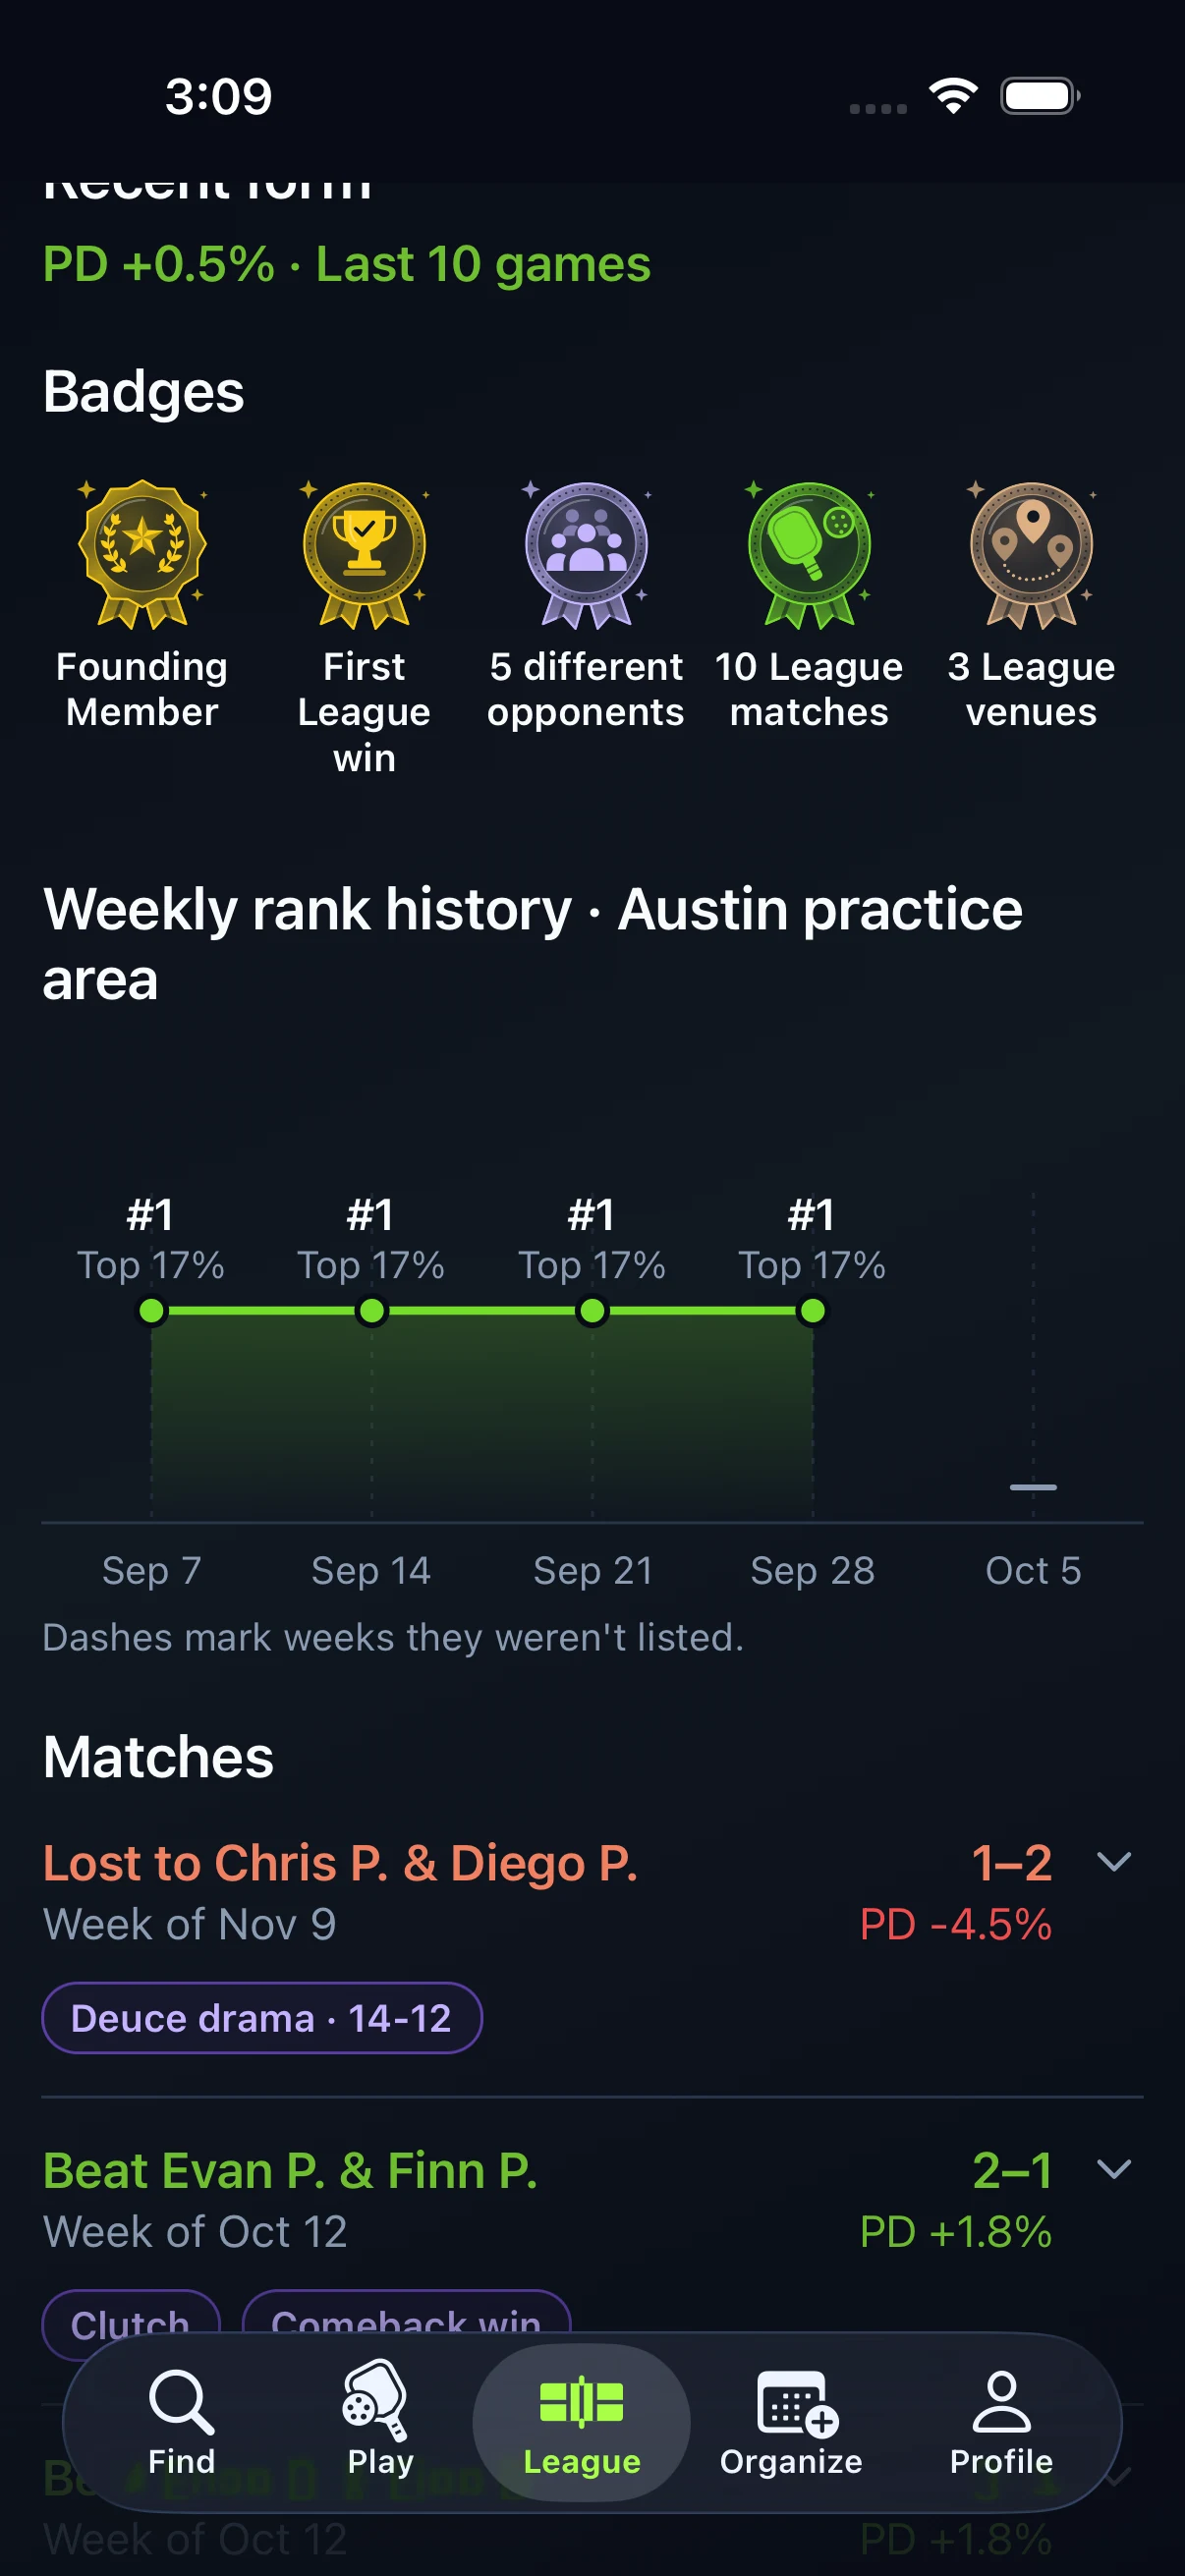 3:09
Recent form
PD +0.5% · Last 10 games
Badges
Founding
Member
First
League
win
5 different
opponents
10 League
matches
3 League
venues
Weekly rank history · Austin practice
area
#1
Top 17%
#1
Top 17%
#1
Top 17%
#1
Top 17%
Sep 7
Sep 14
Sep 21
Sep 28
Oct 5
Dashes mark weeks they weren't listed.
Matches
Lost to Chris P. & Diego P.
1–2
Week of Nov 9
PD -4.5%
Deuce drama · 14-12
Beat Evan P. & Finn P.
2–1
Week of Oct 12
PD +1.8%
Clutch
Comeback win
Find
Play
League
Organize
Profile
Be
Week of Oct 12
PD +1.8%